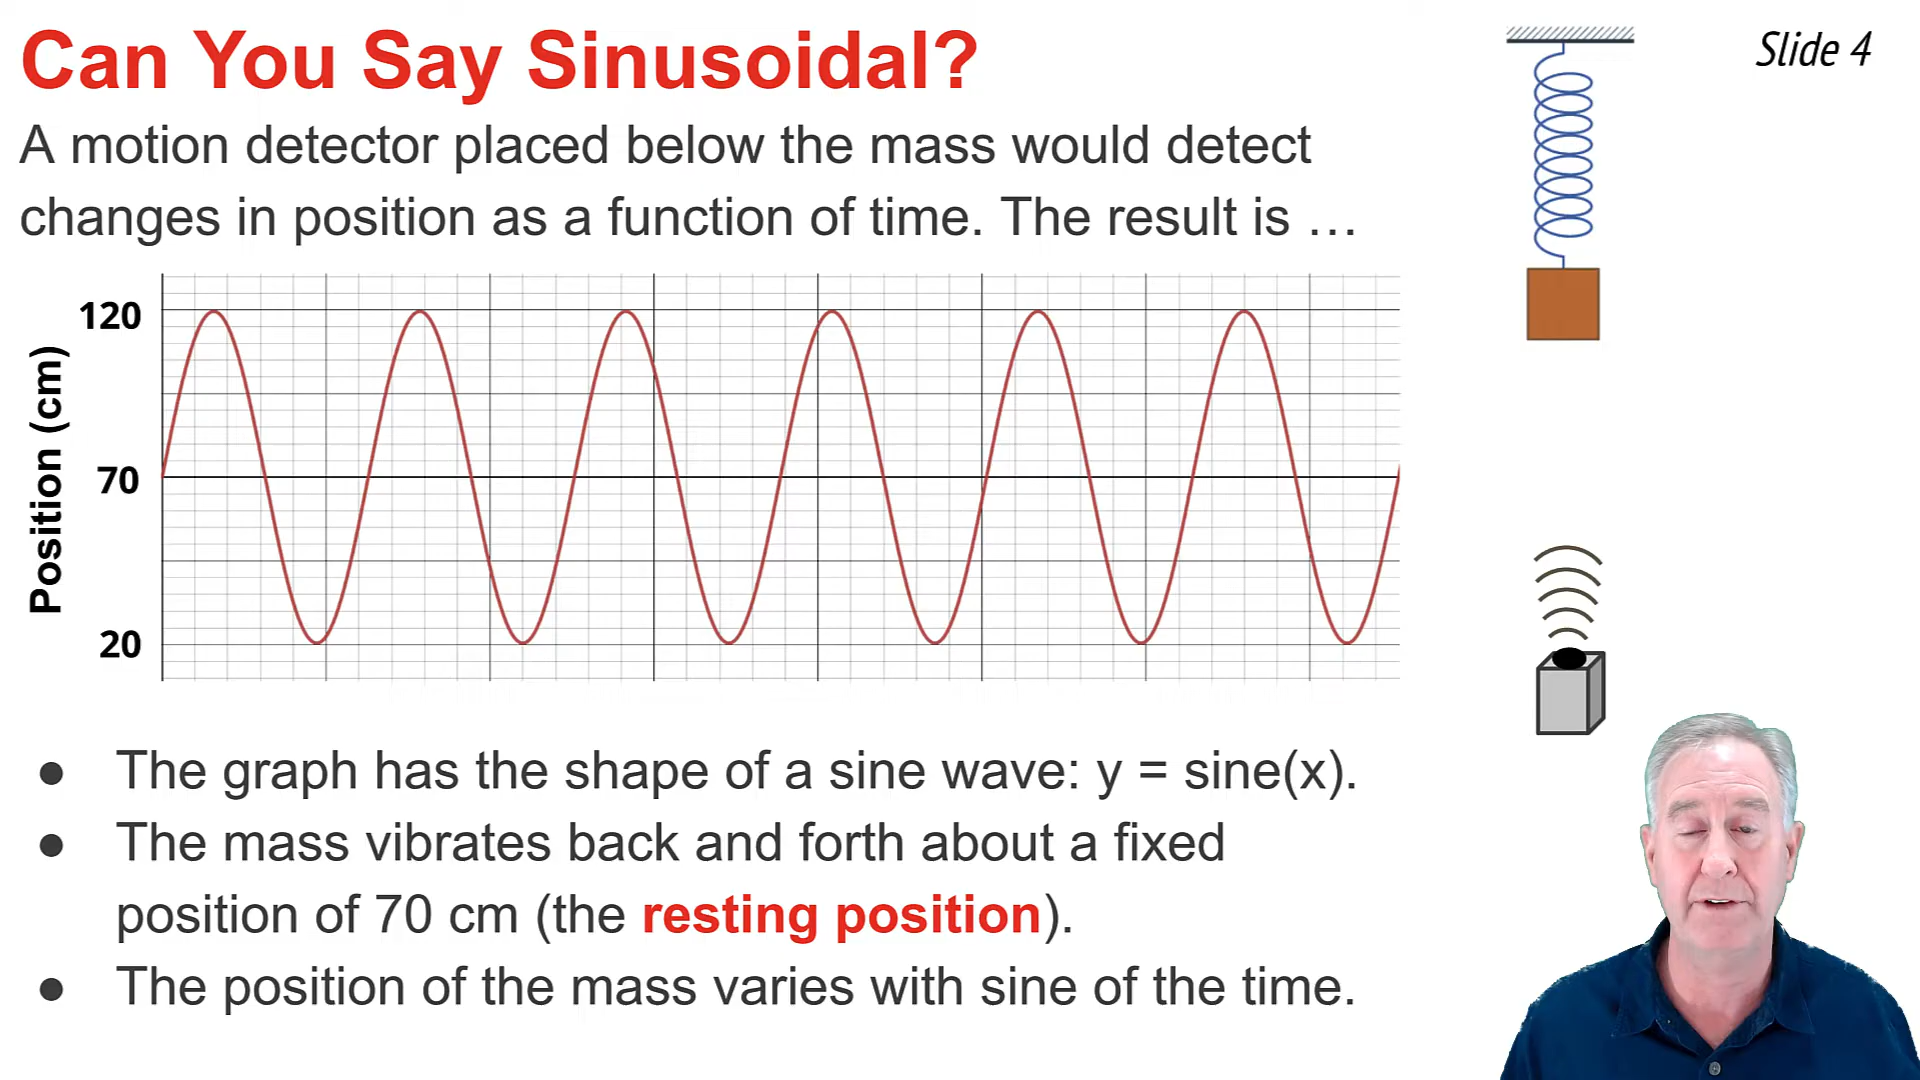 Can You Say Sinusoidal?
Slide 4
A motion detector placed below the mass would detect
changes in position as a function of time. The result is …
120
70
20
Position (cm)
● The graph has the shape of a sine wave: y = sine(x).
● The mass vibrates back and forth about a fixed
position of 70 cm (the resting position).
● The position of the mass varies with sine of the time.